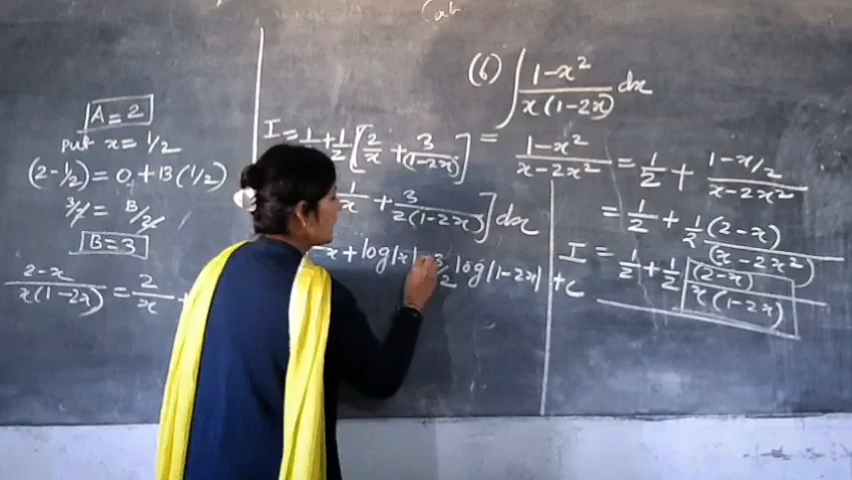 A = 2
put x = 1/2
(2-1/2) = 0 + B(1/2)
3/2 = B/2
B = 3
2-x / x(1-2x) = 2/x +
I = 1/2 + 1/2 [2/x + 3/(1-2x)]
1/x + 3/2(1-2x)] dx
x + log|x| - 3/2 log|1-2x| + C
(6) ∫ 1-x² / x(1-2x) dx
= 1-x² / x-2x² = 1/2 + 1-x/2 / x-2x²
= 1/2 + 1/2 (2-x) / (x-2x²)
I = 1/2 + 1/2 (2-x) / x(1-2x)